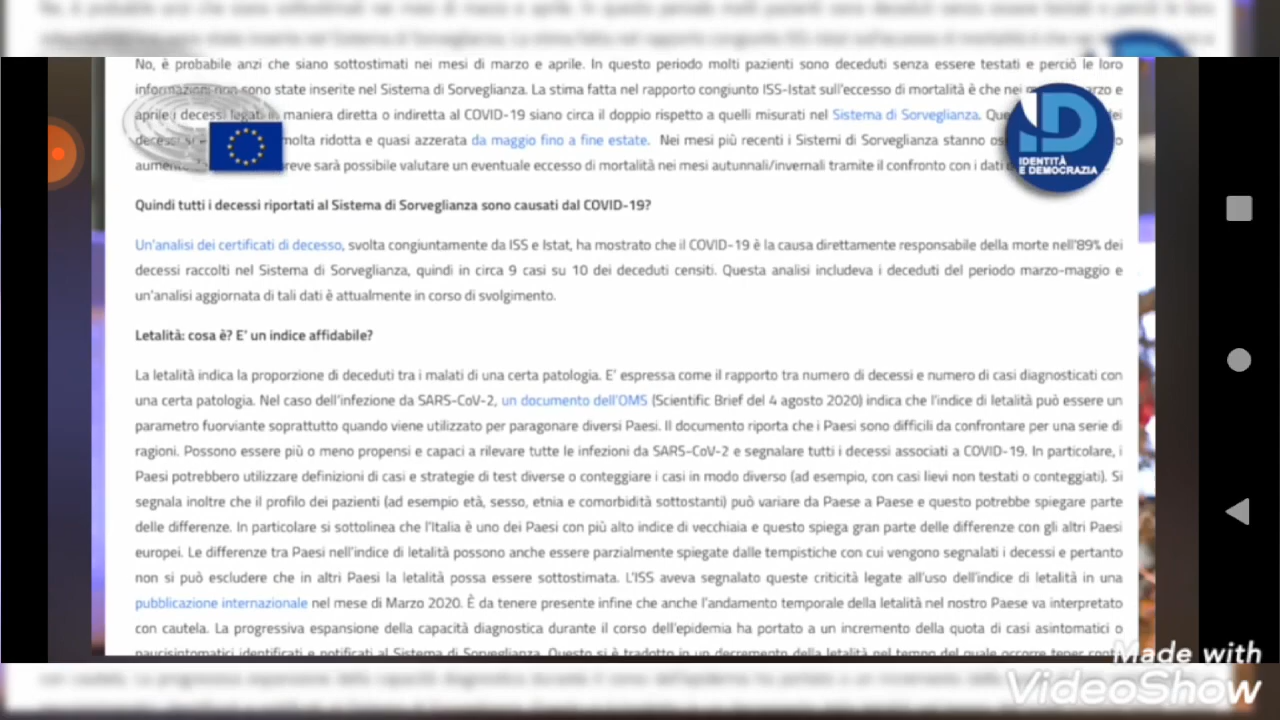 No, è probabile anzi che siano sottostimati nei mesi di marzo e aprile. In questo periodo molti pazienti sono deceduti senza essere testati e perciò le loro
informazioni non sono state inserite nel Sistema di Sorveglianza. La stima fatta nel rapporto congiunto ISS-Istat sull'eccesso di mortalità è che nei e
aprile i decessi legati in maniera diretta o indiretta al COVID-19 siano circa il doppio rispetto a quelli misurati nel Sistema di Sorveglianza. dei
molta ridotta e quasi azzerata da maggio fino a fine estate. Nei mesi più recenti i Sistemi di Sorveglianza stanno
sarà possibile valutare un eventuale eccesso di mortalità nei mesi autunnali/invernali tramite il confronto con i dati
IDENTITÀ
E DEMOCRAZIA
Quindi tutti i decessi riportati al Sistema di Sorveglianza sono causati dal COVID-19?
Un'analisi dei certificati di decesso, svolta congiuntamente da ISS e Istat, ha mostrato che il COVID-19 è la causa direttamente responsabile della morte nell'89% dei
decessi raccolti nel Sistema di Sorveglianza, quindi in circa 9 casi su 10 dei deceduti censiti. Questa analisi includeva i deceduti del periodo marzo-maggio e
un'analisi aggiornata di tali dati è attualmente in corso di svolgimento.
Letalità: cosa è? E' un indice affidabile?
La letalità indica la proporzione di deceduti tra i malati di una certa patologia. E' espressa come il rapporto tra numero di decessi e numero di casi diagnosticati con
una certa patologia. Nel caso dell'infezione da SARS-CoV-2, un documento dell'OMS (Scientific Brief del 4 agosto 2020) indica che l'indice di letalità può essere un
parametro fuorviante soprattutto quando viene utilizzato per paragonare diversi Paesi. Il documento riporta che i Paesi sono difficili da confrontare per una serie di
ragioni. Possono essere più o meno propensi e capaci a rilevare tutte le infezioni da SARS-CoV-2 e segnalare tutti i decessi associati a COVID-19. In particolare, i
Paesi potrebbero utilizzare definizioni di casi e strategie di test diverse o conteggiare i casi in modo diverso (ad esempio, con casi lievi non testati o conteggiati). Si
segnala inoltre che il profilo dei pazienti (ad esempio età, sesso, etnia e comorbidità sottostanti) può variare da Paese a Paese e questo potrebbe spiegare parte
delle differenze. In particolare si sottolinea che l'Italia è uno dei Paesi con più alto indice di vecchiaia e questo spiega gran parte delle differenze con gli altri Paesi
europei. Le differenze tra Paesi nell'indice di letalità possono anche essere parzialmente spiegate dalle tempistiche con cui vengono segnalati i decessi e pertanto
non si può escludere che in altri Paesi la letalità possa essere sottostimata. L'ISS aveva segnalato queste criticità legate all'uso dell'indice di letalità in una
pubblicazione internazionale nel mese di Marzo 2020. È da tenere presente infine che anche l'andamento temporale della letalità nel nostro Paese va interpretato
con cautela. La progressiva espansione della capacità diagnostica durante il corso dell'epidemia ha portato a un incremento della quota di casi asintomatici o
paucisintomatici identificati e notificati al Sistema di Sorveglianza. Questo si è tradotto in un decremento della letalità nel tempo del quale occorre tener
Made with
VideoShow